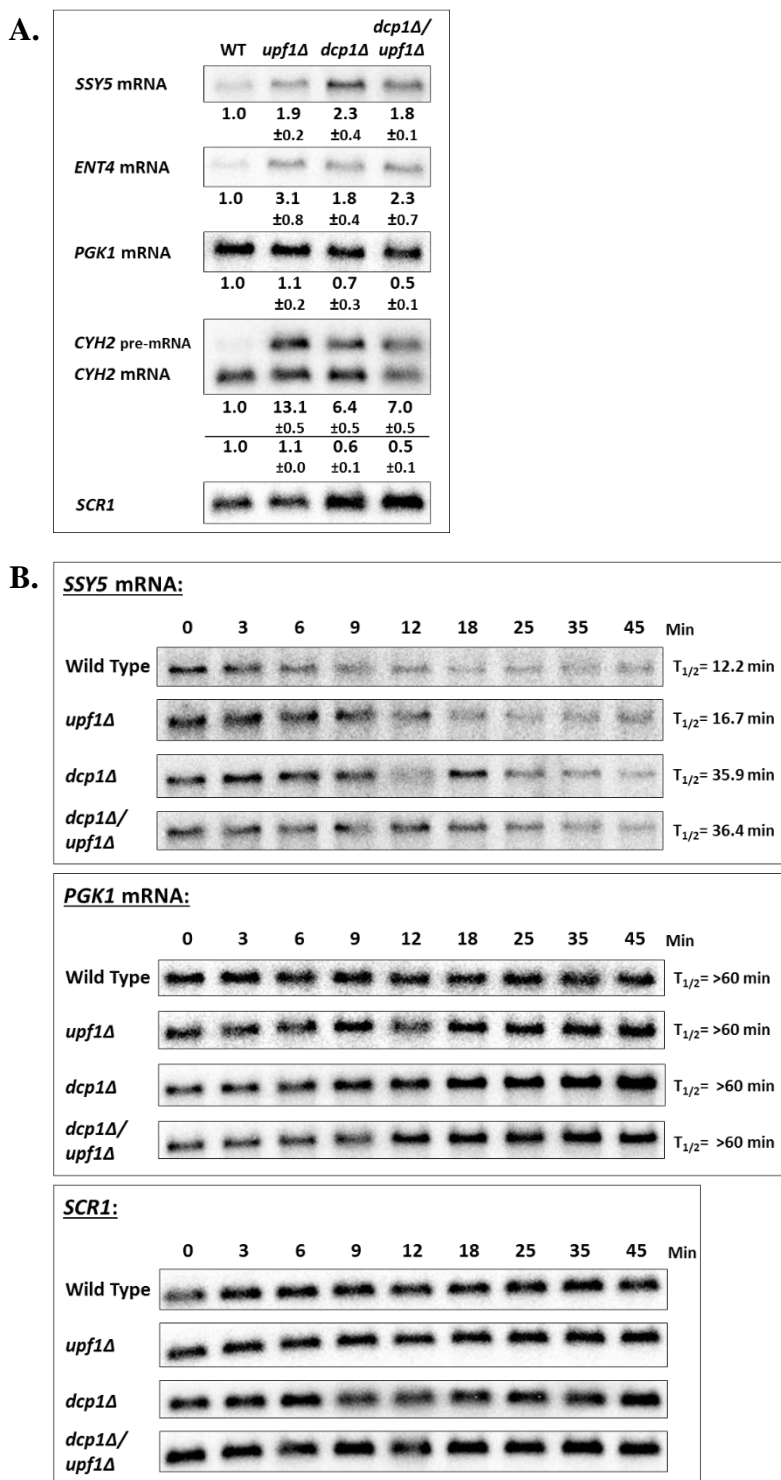 A.
WT upf1Δ dcp1Δ dcp1Δ/
upf1Δ
SSY5 mRNA
1.0 1.9 2.3 1.8
±0.2 ±0.4 ±0.1
ENT4 mRNA
1.0 3.1 1.8 2.3
±0.8 ±0.4 ±0.7
PGK1 mRNA
1.0 1.1 0.7 0.5
±0.2 ±0.3 ±0.1
CYH2 pre-mRNA
CYH2 mRNA
1.0 13.1 6.4 7.0
±0.5 ±0.5 ±0.5
1.0 1.1 0.6 0.5
±0.0 ±0.1 ±0.1
SCR1
B.
SSY5 mRNA:
0 3 6 9 12 18 25 35 45 Min
Wild Type T1/2= 12.2 min
upf1Δ T1/2= 16.7 min
dcp1Δ T1/2= 35.9 min
dcp1Δ/
upf1Δ T1/2= 36.4 min
PGK1 mRNA:
0 3 6 9 12 18 25 35 45 Min
Wild Type T1/2= >60 min
upf1Δ T1/2= >60 min
dcp1Δ T1/2= >60 min
dcp1Δ/
upf1Δ T1/2= >60 min
SCR1:
0 3 6 9 12 18 25 35 45 Min
Wild Type
upf1Δ
dcp1Δ
dcp1Δ/
upf1Δ